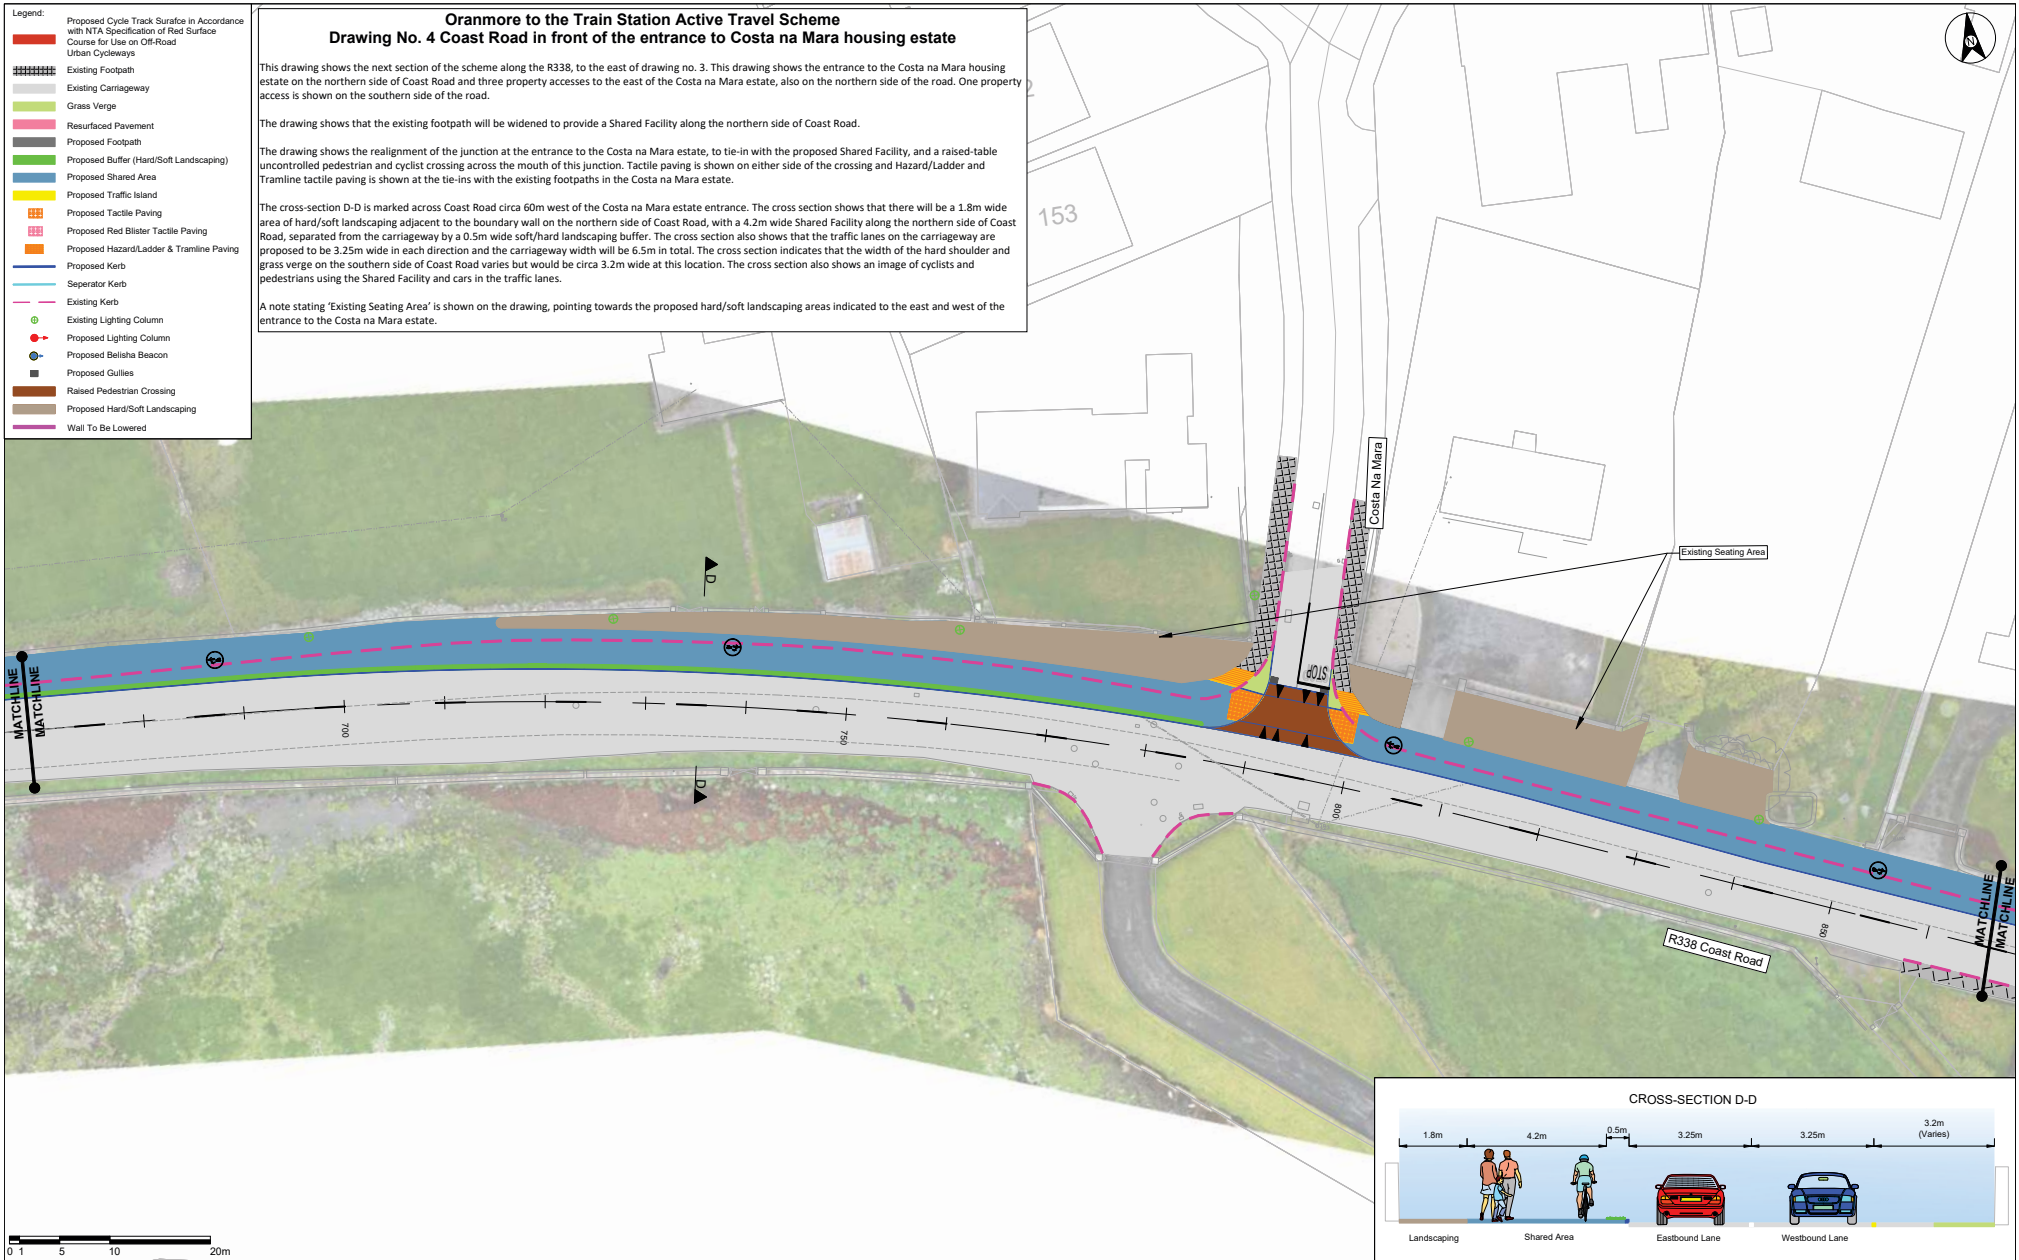 Legend:
Proposed Cycle Track Surafce in Accordance
with NTA Specification of Red Surface
Course for Use on Off-Road
Urban Cycleways
Existing Footpath
Existing Carriageway
Grass Verge
Resurfaced Pavement
Proposed Footpath
Proposed Buffer (Hard/Soft Landscaping)
Proposed Shared Area
Proposed Traffic Island
Proposed Tactile Paving
Proposed Red Blister Tactile Paving
Proposed Hazard/Ladder & Tramline Paving
Proposed Kerb
Seperator Kerb
Existing Kerb
Existing Lighting Column
Proposed Lighting Column
Proposed Belisha Beacon
Proposed Gullies
Raised Pedestrian Crossing
Proposed Hard/Soft Landscaping
Wall To Be Lowered
Oranmore to the Train Station Active Travel Scheme
Drawing No. 4 Coast Road in front of the entrance to Costa na Mara housing estate
This drawing shows the next section of the scheme along the R338, to the east of drawing no. 3. This drawing shows the entrance to the Costa na Mara housing
estate on the northern side of Coast Road and three property accesses to the east of the Costa na Mara estate, also on the northern side of the road. One property
access is shown on the southern side of the road.
The drawing shows that the existing footpath will be widened to provide a Shared Facility along the northern side of Coast Road.
The drawing shows the realignment of the junction at the entrance to the Costa na Mara estate, to tie-in with the proposed Shared Facility, and a raised-table
uncontrolled pedestrian and cyclist crossing across the mouth of this junction. Tactile paving is shown on either side of the crossing and Hazard/Ladder and
Tramline tactile paving is shown at the tie-ins with the existing footpaths in the Costa na Mara estate.
The cross-section D-D is marked across Coast Road circa 60m west of the Costa na Mara estate entrance. The cross section shows that there will be a 1.8m wide
area of hard/soft landscaping adjacent to the boundary wall on the northern side of Coast Road, with a 4.2m wide Shared Facility along the northern side of Coast
Road, separated from the carriageway by a 0.5m wide soft/hard landscaping buffer. The cross section also shows that the traffic lanes on the carriageway are
proposed to be 3.25m wide in each direction and the carriageway width will be 6.5m in total. The cross section indicates that the width of the hard shoulder and
grass verge on the southern side of Coast Road varies but would be circa 3.2m wide at this location. The cross section also shows an image of cyclists and
pedestrians using the Shared Facility and cars in the traffic lanes.
A note stating 'Existing Seating Area' is shown on the drawing, pointing towards the proposed hard/soft landscaping areas indicated to the east and west of the
entrance to the Costa na Mara estate.
N
2
153
Costa Na Mara
Existing Seating Area
D
STOP
MATCHLINE
MATCHLINE
700
750
D
800
850
R338 Coast Road
MATCHLINE
MATCHLINE
CROSS-SECTION D-D
1.8m
4.2m
0.5m
3.25m
3.25m
3.2m
(Varies)
Landscaping
Shared Area
Eastbound Lane
Westbound Lane
0 1 5 10 20m